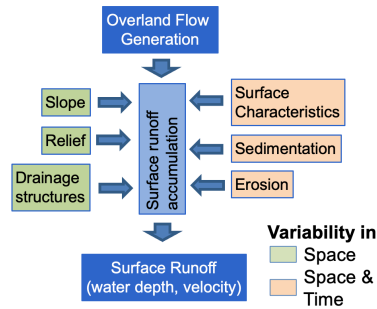 Overland Flow
Generation
Slope
Relief
Drainage
structures
Surface runoff
accumulation
Surface
Characteristics
Sedimentation
Erosion
Surface Runoff
(water depth, velocity)
Variability in
Space
Space &
Time